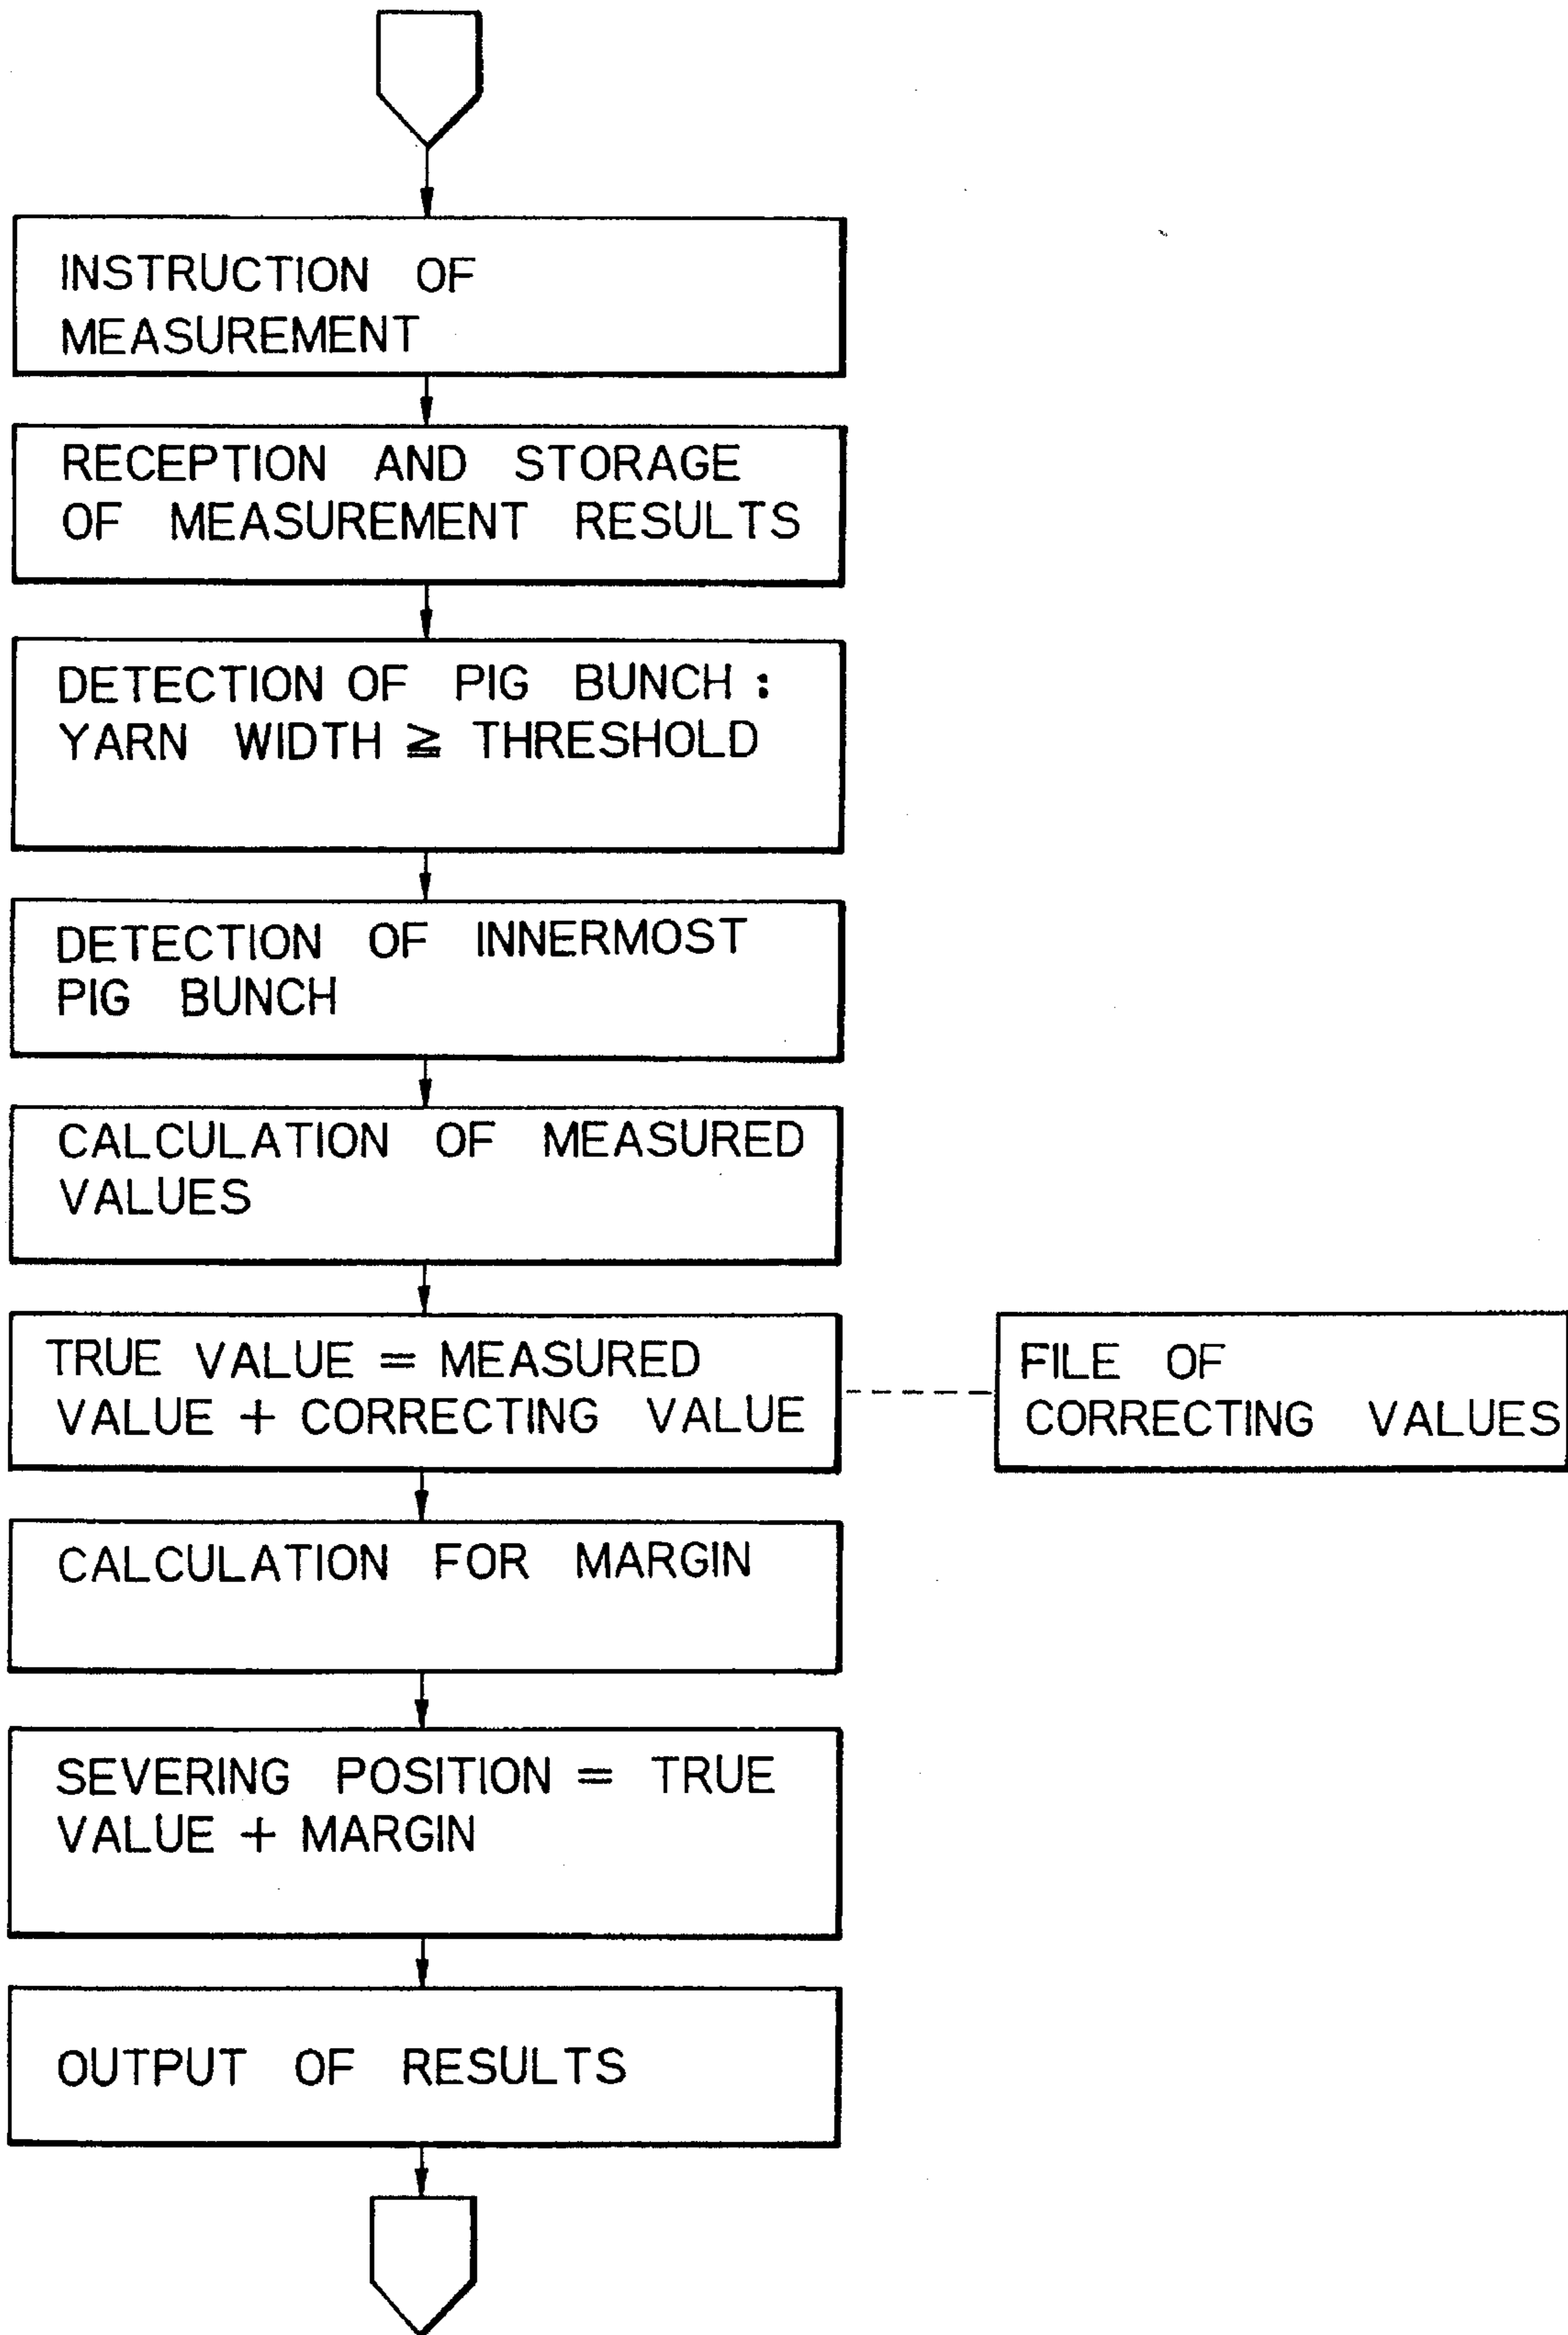 INSTRUCTION OF
MEASUREMENT
RECEPTION AND STORAGE
OF MEASUREMENT RESULTS
DETECTION OF PIG BUNCH :
YARN WIDTH ≧ THRESHOLD
DETECTION OF INNERMOST
PIG BUNCH
CALCULATION OF MEASURED
VALUES
TRUE VALUE = MEASURED
VALUE + CORRECTING VALUE
FILE OF
CORRECTING VALUES
CALCULATION FOR MARGIN
SEVERING POSITION = TRUE
VALUE + MARGIN
OUTPUT OF RESULTS